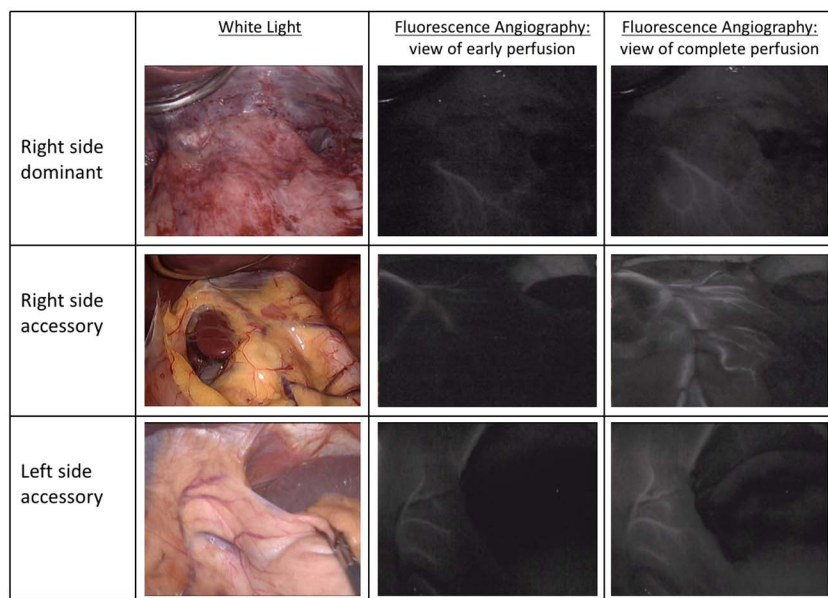 White Light
Fluorescence Angiography:
view of early perfusion
Fluorescence Angiography:
view of complete perfusion
Right side
dominant
Right side
accessory
Left side
accessory